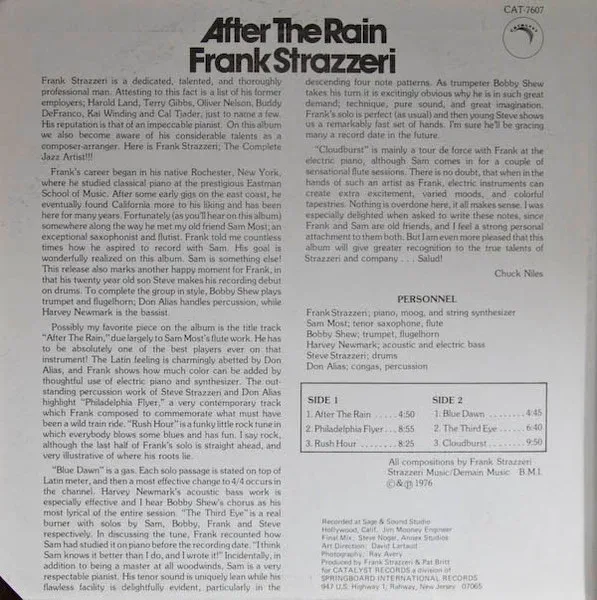 CAT-7607
CATALYST
After The Rain
Frank Strazzeri
Frank Strazzeri is a dedicated, talented, and thoroughly
professional man. Attesting to this fact is a list of his former
employers; Harold Land, Terry Gibbs, Oliver Nelson, Buddy
DeFranco, Kai Winding and Cal Tjader, just to name a few.
His reputation is that of an impeccable pianist. On this album
we also become aware of his considerable talents as a
composer-arranger. Here is Frank Strazzeri; The Complete
Jazz Artist!!!
Frank's career began in his native Rochester, New York,
where he studied classical piano at the prestigious Eastman
School of Music. After some early gigs on the east coast, he
eventually found California more to his liking and has been
here for many years. Fortunately (as you'll hear on this album)
somewhere along the way he met my old friend Sam Most; an
exceptional saxophonist and flutist. Frank told me countless
times how he aspired to record with Sam. His goal is
wonderfully realized on this album. Sam is something else!
This release also marks another happy moment for Frank, in
that his twenty year old son Steve makes his recording debut
on drums. To complete the group in style, Bobby Shew plays
trumpet and flugelhorn; Don Alias handles percussion, while
Harvey Newmark is the bassist.
Possibly my favorite piece on the album is the title track
"After The Rain," due largely to Sam Most's flute work. He has
to be absolutely one of the best players ever on that
instrument! The Latin feeling is charmingly abetted by Don
Alias, and Frank shows how much color can be added by
thoughtful use of electric piano and synthesizer. The out-
standing percussion work of Steve Strazzeri and Don Alias
highlight "Philadelphia Flyer," a very contemporary track
which Frank composed to commemorate what must have
been a wild train ride. "Rush Hour" is a funky little rock tune in
which everybody blows some blues and has fun. I say rock,
although the last half of Frank's solo is straight ahead, and
very illustrative of where his roots lie.
"Blue Dawn" is a gas. Each solo passage is stated on top of
Latin meter, and then a most effective change to 4/4 occurs in
the channel. Harvey Newmark's acoustic bass work is
especially effective and I hear Bobby Shew's chorus as his
most lyrical of the entire session. "The Third Eye" is a real
burner with solos by Sam, Bobby, Frank and Steve
respectively. In discussing the tune, Frank recounted how
Sam had studied it on piano before the recording date. "I think
Sam knows it better than I do, and I wrote it!" Incidentally, in
addition to being a master at all woodwinds, Sam is a very
respectable pianist. His tenor sound is uniquely lean while his
flawless facility is delightfully evident, particularly in the
descending four note patterns. As trumpeter Bobby Shew
takes his turn it is excitingly obvious why he is in such great
demand; technique, pure sound, and great imagination.
Frank's solo is perfect (as usual) and then young Steve shows
us a remarkably fast set of hands. I'm sure he'll be gracing
many a record date in the future.
"Cloudburst" is mainly a tour de force with Frank at the
electric piano, although Sam comes in for a couple of
sensational flute sessions. There is no doubt, that when in the
hands of such an artist as Frank, electric instruments can
create extra excitement, varied moods, and colorful
tapestries. Nothing is overdone here, it all makes sense. I was
especially delighted when asked to write these notes, since
Frank and Sam are old friends, and I feel a strong personal
attachment to them both. But I am even more pleased that this
album will give greater recognition to the true talents of
Strazzeri and company . . . Salud!
Chuck Niles
PERSONNEL
Frank Strazzeri; piano, moog, and string synthesizer
Sam Most; tenor saxophone, flute
Bobby Shew; trumpet, flugelhorn
Harvey Newmark; acoustic and electric bass
Steve Strazzeri; drums
Don Alias; congas, percussion
SIDE 1
1. After The Rain ..... 4:50
2. Philadelphia Flyer... 8:55
3. Rush Hour ....... 8:25
SIDE 2
1. Blue Dawn ........ 4:45
2. The Third Eye ..... 6:40
3. Cloudburst ........ 9:50
All compositions by Frank Strazzeri
Strazzeri Music/Demain Music B.M.I.
©&℗ 1976
Recorded at Sage & Sound Studio
Hollywood, Calif. Jim Mooney Engineer
Final Mix; Steve Nogel, Annex Studios
Art Direction; David Lartaud
Photography; Ray Avery
Produced by Frank Strazzeri & Pat Britt
for CATALYST RECORDS a division of
SPRINGBOARD INTERNATIONAL RECORDS
947 U.S. Highway 1, Rahway, New Jersey 07065